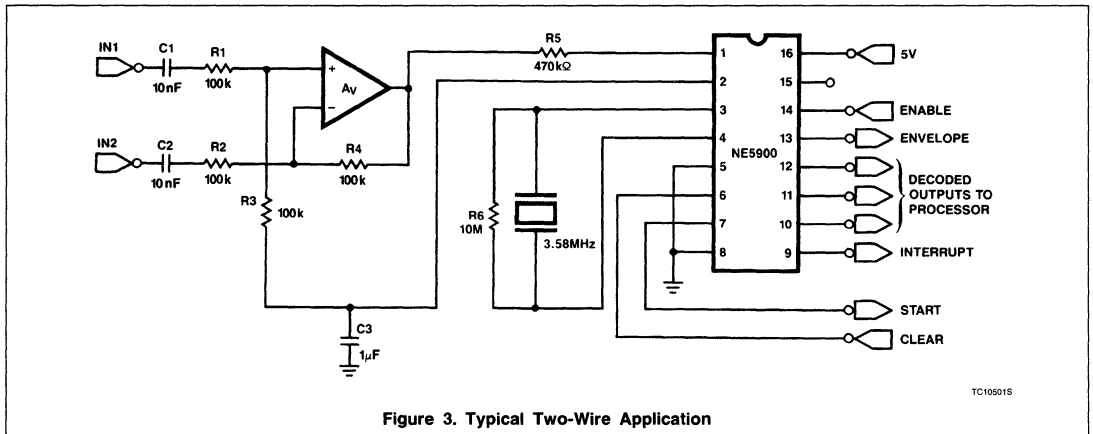 IN1
C1
10nF
R1
100k
+
AV
−
R5
470kΩ
IN2
C2
10nF
R2
100k
R4
100k
R3
100k
R6
10M
3.58MHz
C3
1μF
NE5900
1
2
3
4
5
6
7
8
16
15
14
13
12
11
10
9
5V
ENABLE
ENVELOPE
DECODED
OUTPUTS TO
PROCESSOR
INTERRUPT
START
CLEAR
TC10501S
Figure 3. Typical Two-Wire Application